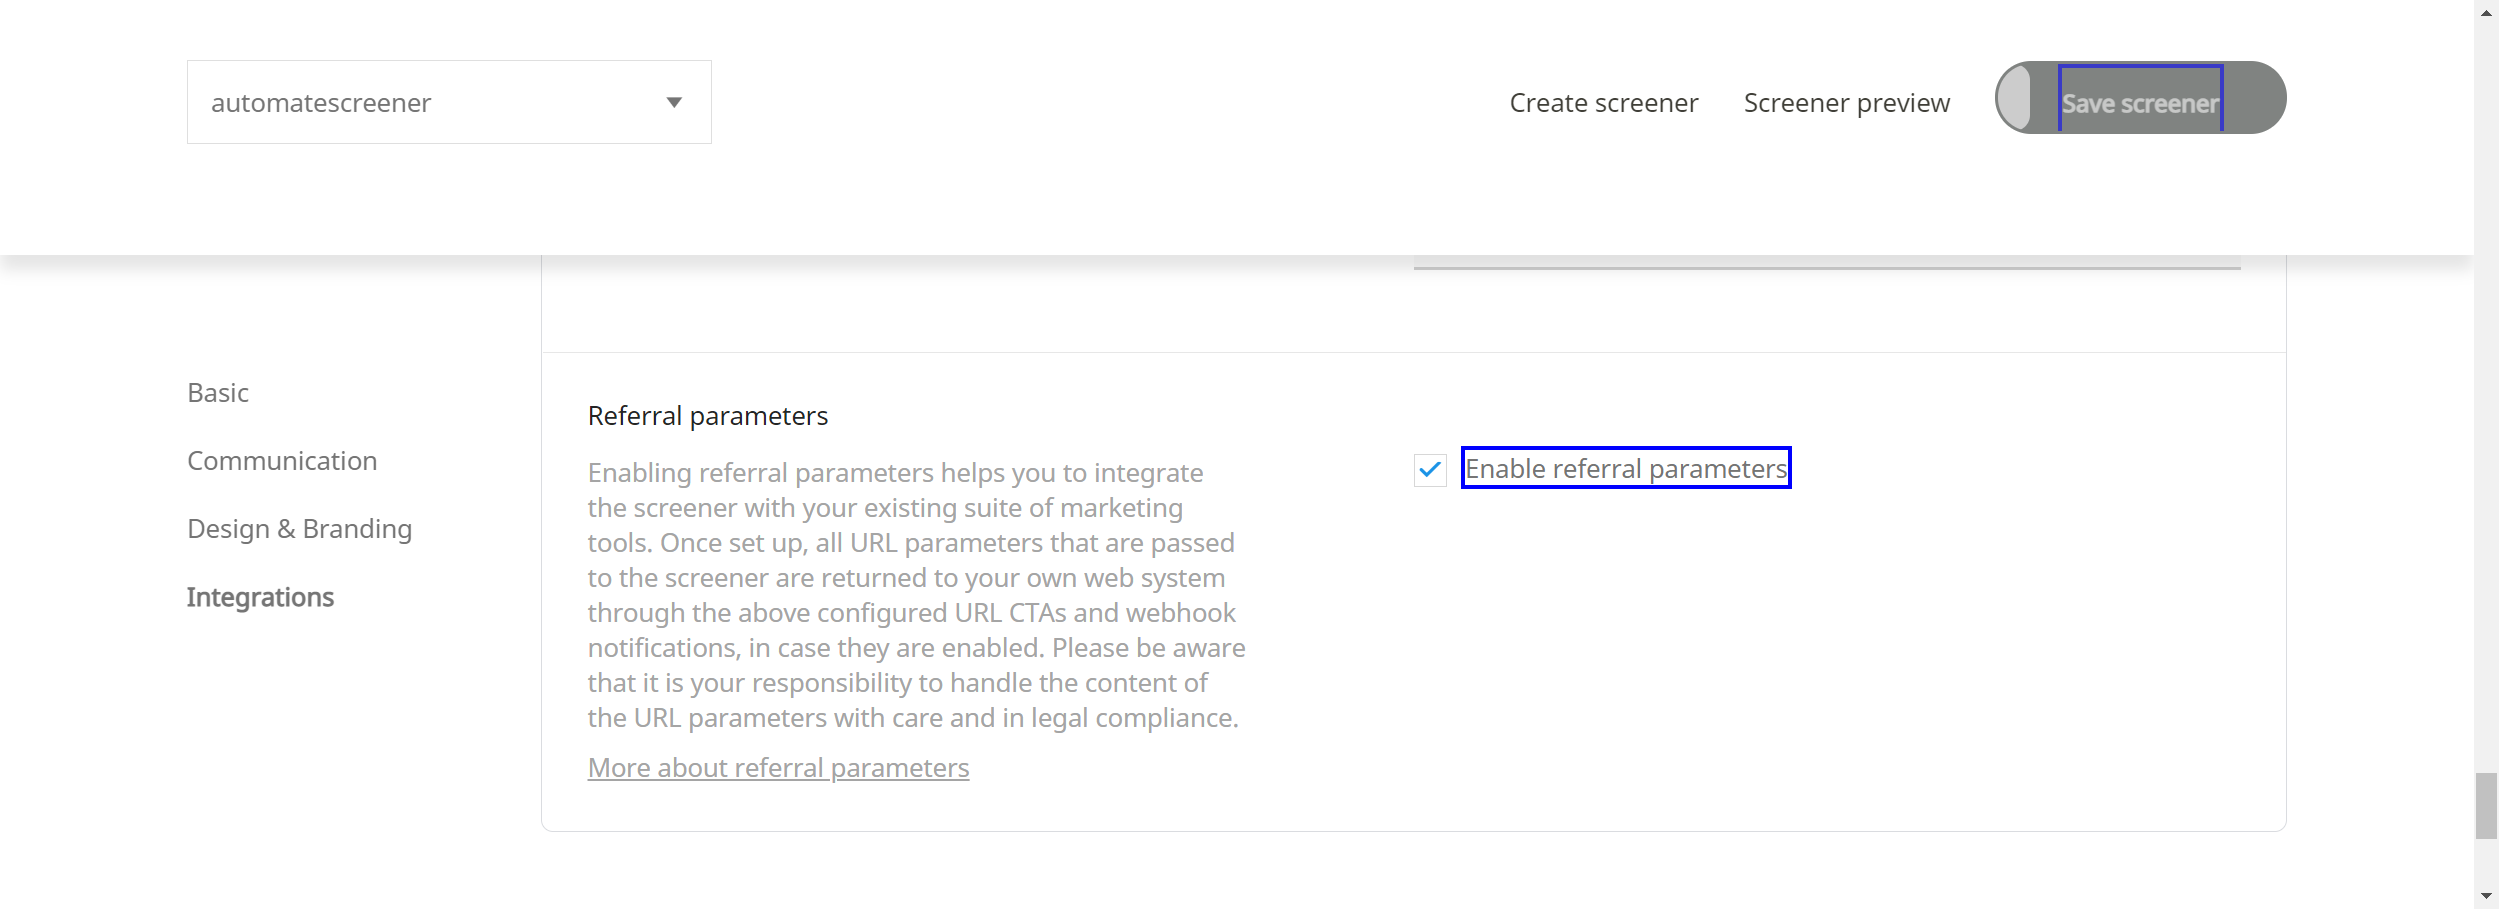 automatescreener
Create screener
Screener preview
Save screener
Basic
Communication
Design & Branding
Integrations
Referral parameters
Enabling referral parameters helps you to integrate
the screener with your existing suite of marketing
tools. Once set up, all URL parameters that are passed
to the screener are returned to your own web system
through the above configured URL CTAs and webhook
notifications, in case they are enabled. Please be aware
that it is your responsibility to handle the content of
the URL parameters with care and in legal compliance.
More about referral parameters
Enable referral parameters